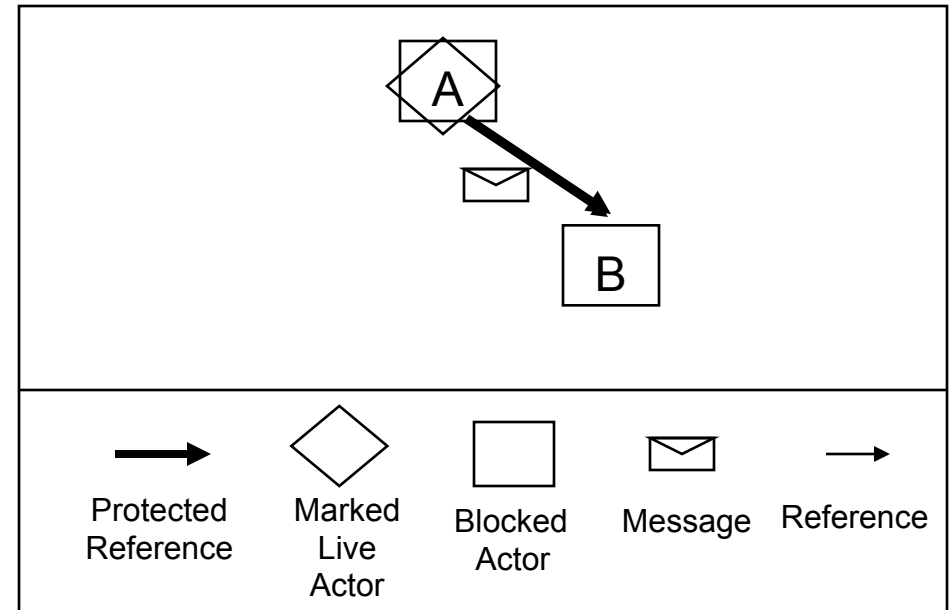 A
B
Protected
Reference
Marked
Live
Actor
Blocked
Actor
Message
Reference